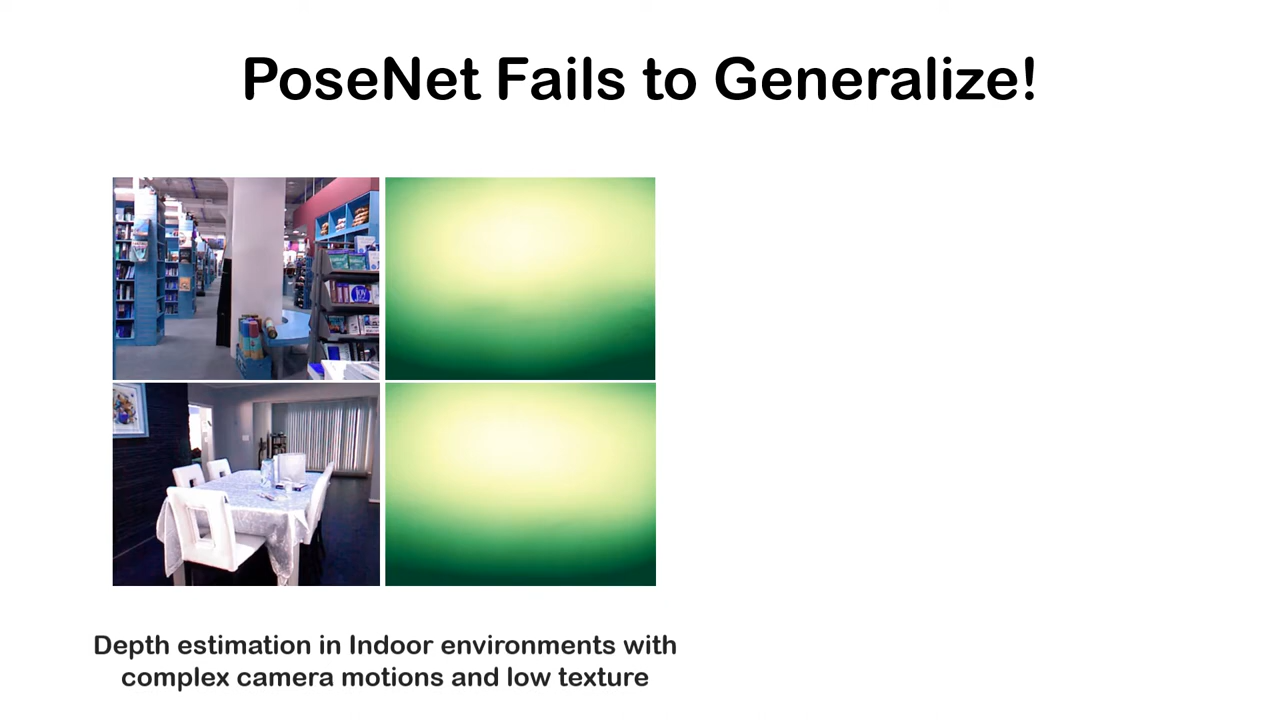 PoseNet Fails to Generalize!
Depth estimation in Indoor environments with
complex camera motions and low texture